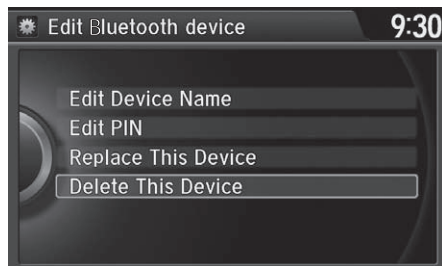 Edit Bluetooth device 9:30
Edit Device Name
Edit PIN
Replace This Device
Delete This Device